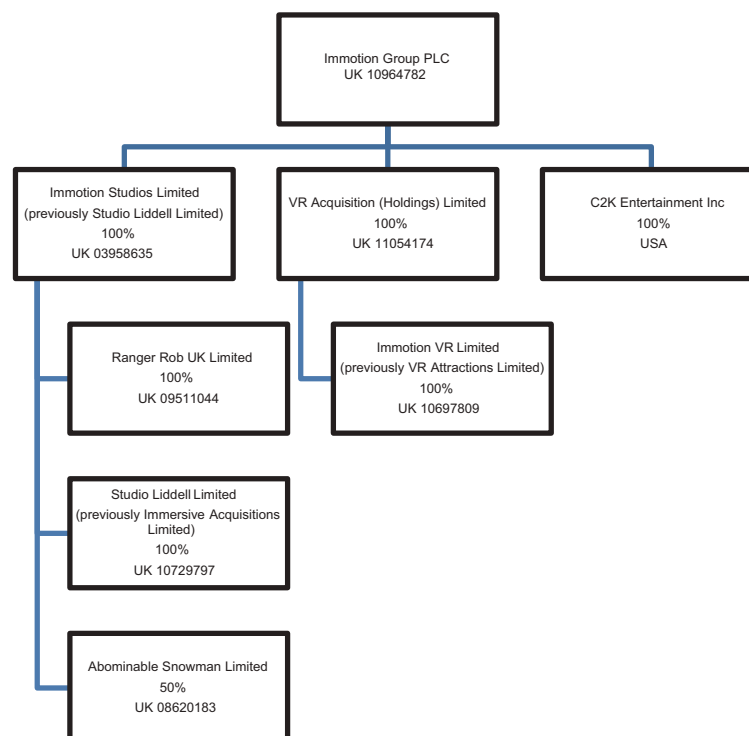 Immotion Group PLC
UK 10964782
Immotion Studios Limited
(previously Studio Liddell Limited)
100%
UK 03958635
VR Acquisition (Holdings) Limited
100%
UK 11054174
C2K Entertainment Inc
100%
USA
Ranger Rob UK Limited
100%
UK 09511044
Immotion VR Limited
(previously VR Attractions Limited)
100%
UK 10697809
Studio Liddell Limited
(previously Immersive Acquisitions
Limited)
100%
UK 10729797
Abominable Snowman Limited
50%
UK 08620183